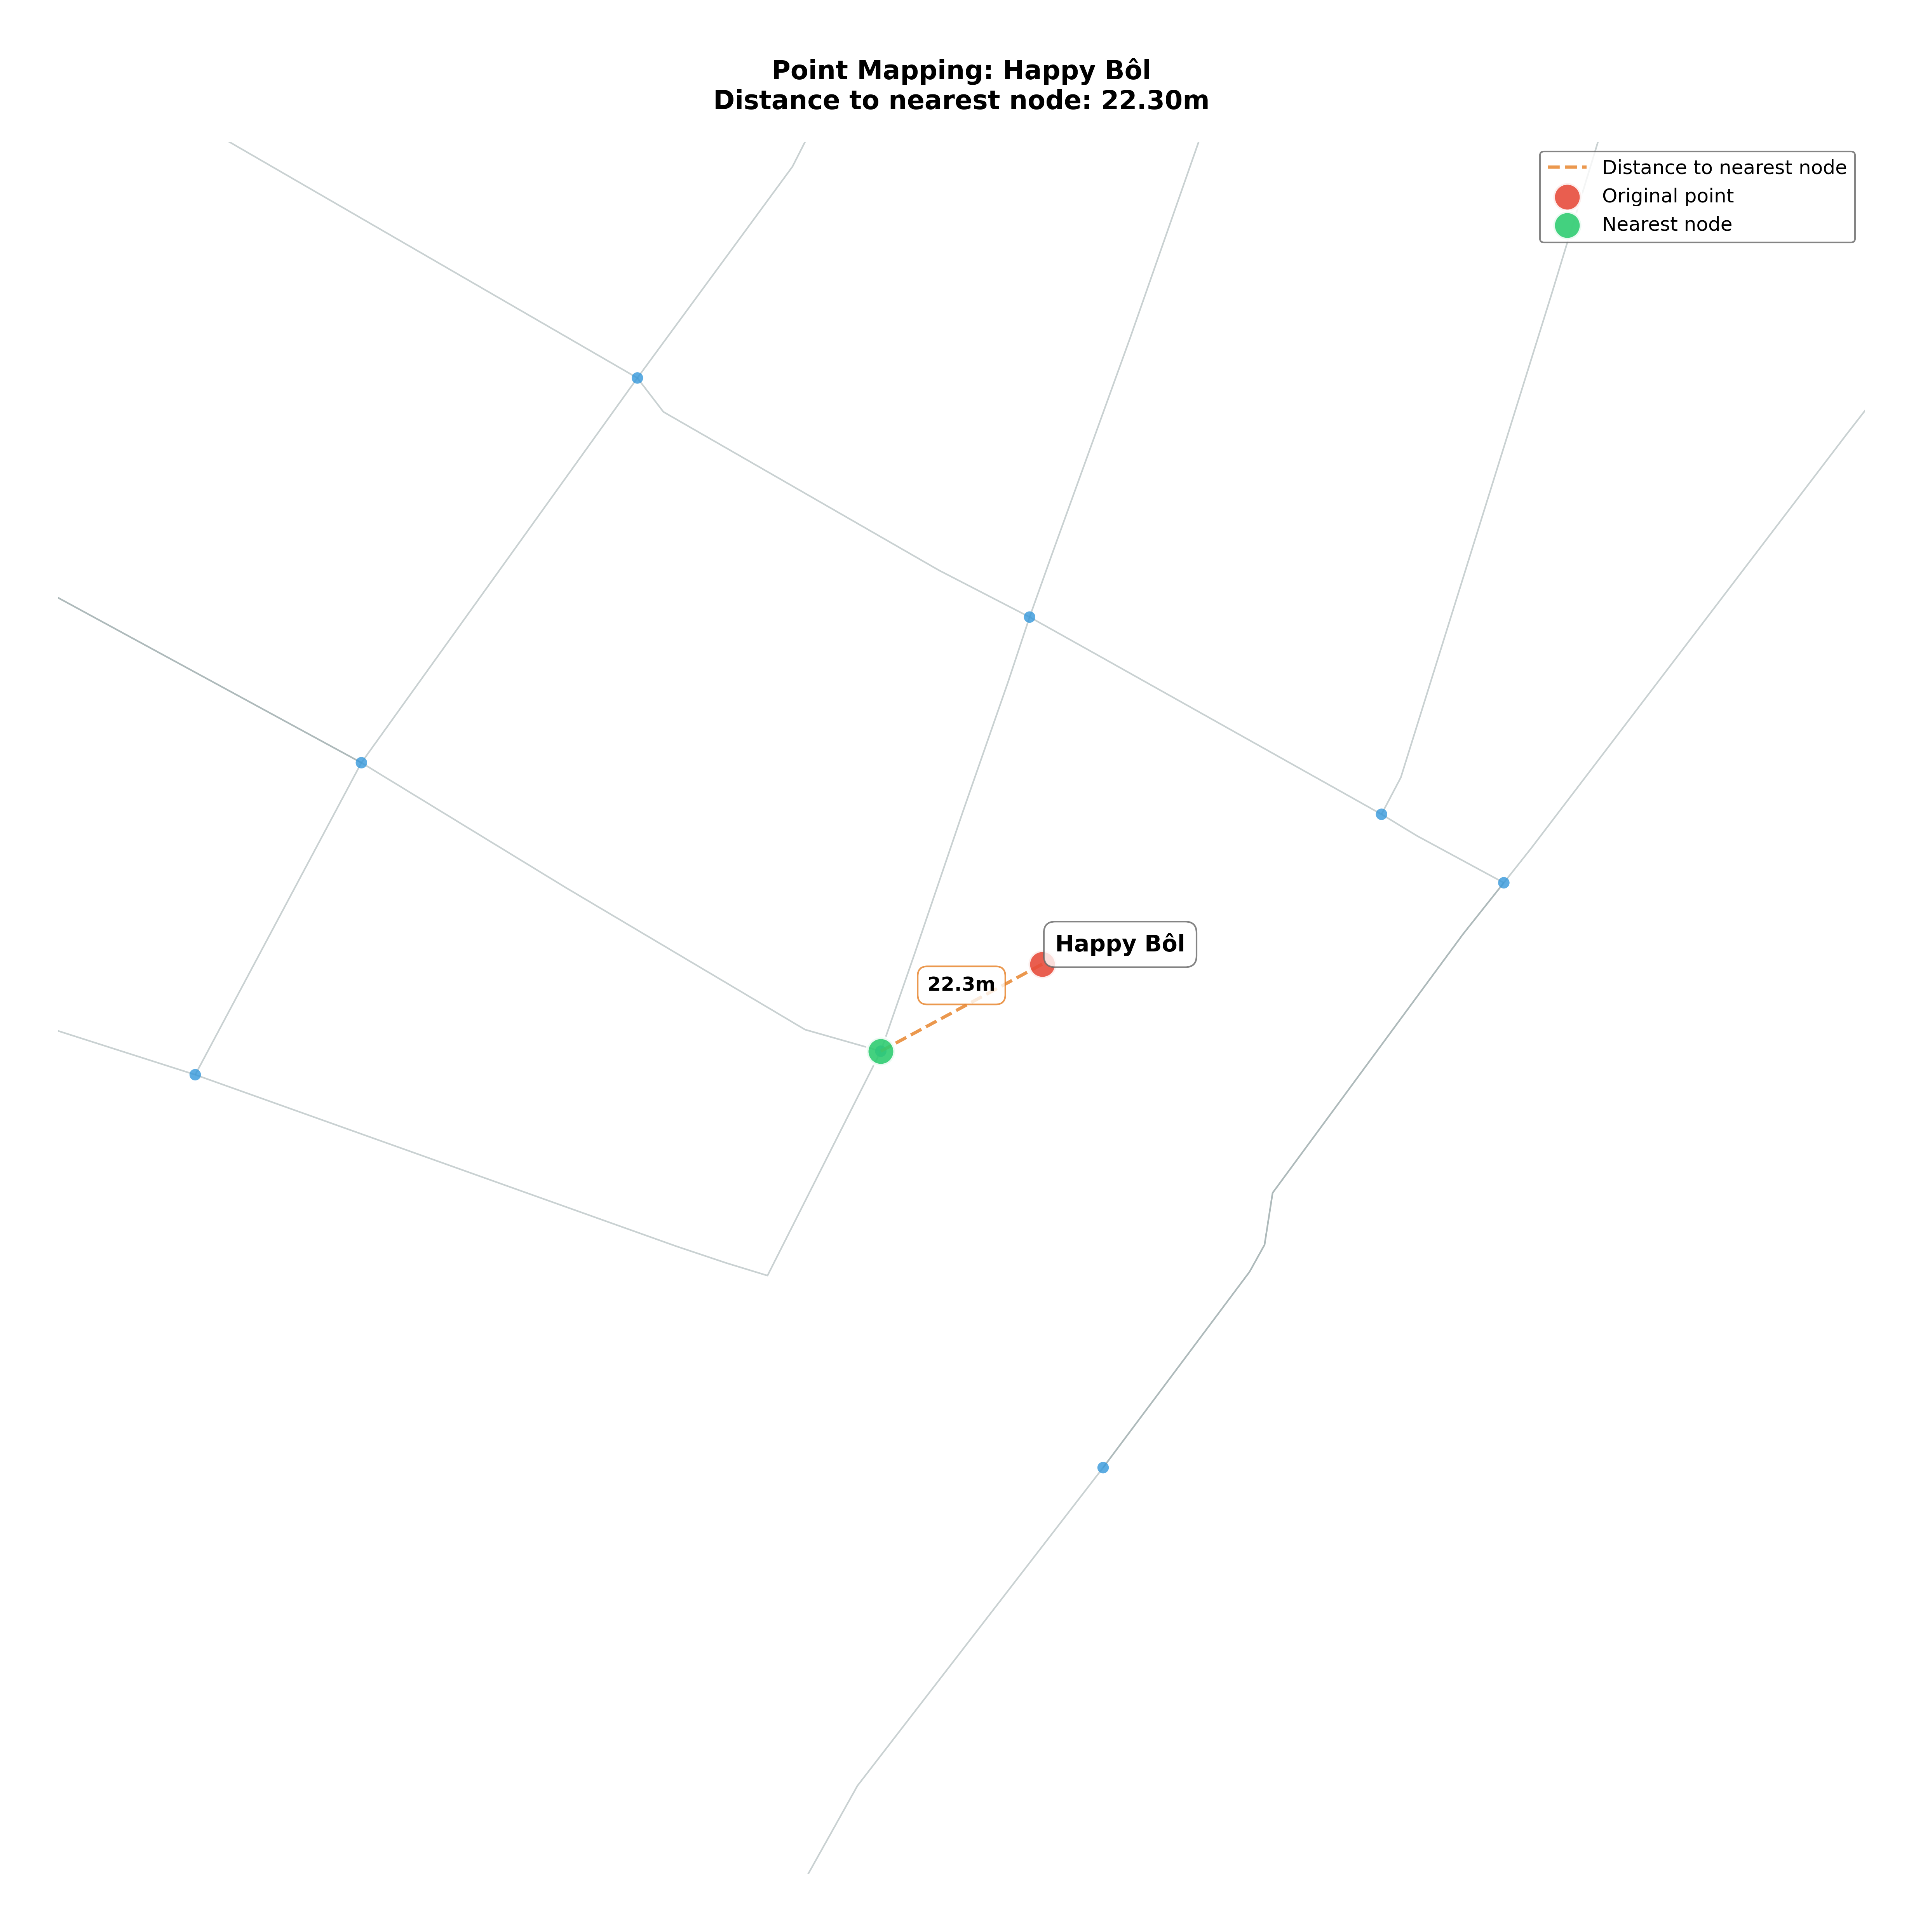 Point Mapping: Happy Bôl
Distance to nearest node: 22.30m
Distance to nearest node
Original point
Nearest node
Happy Bôl
22.3m